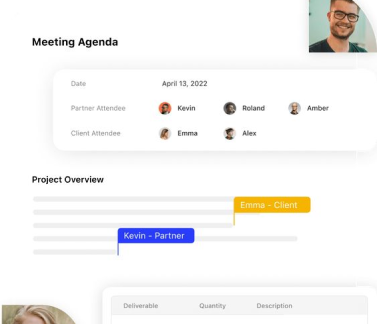 Meeting Agenda
Date April 13, 2022
Partner Attendee Kevin Roland Amber
Client Attendee Emma Alex
Project Overview
Emma - Client
Kevin - Partner
Deliverable Quantity Description